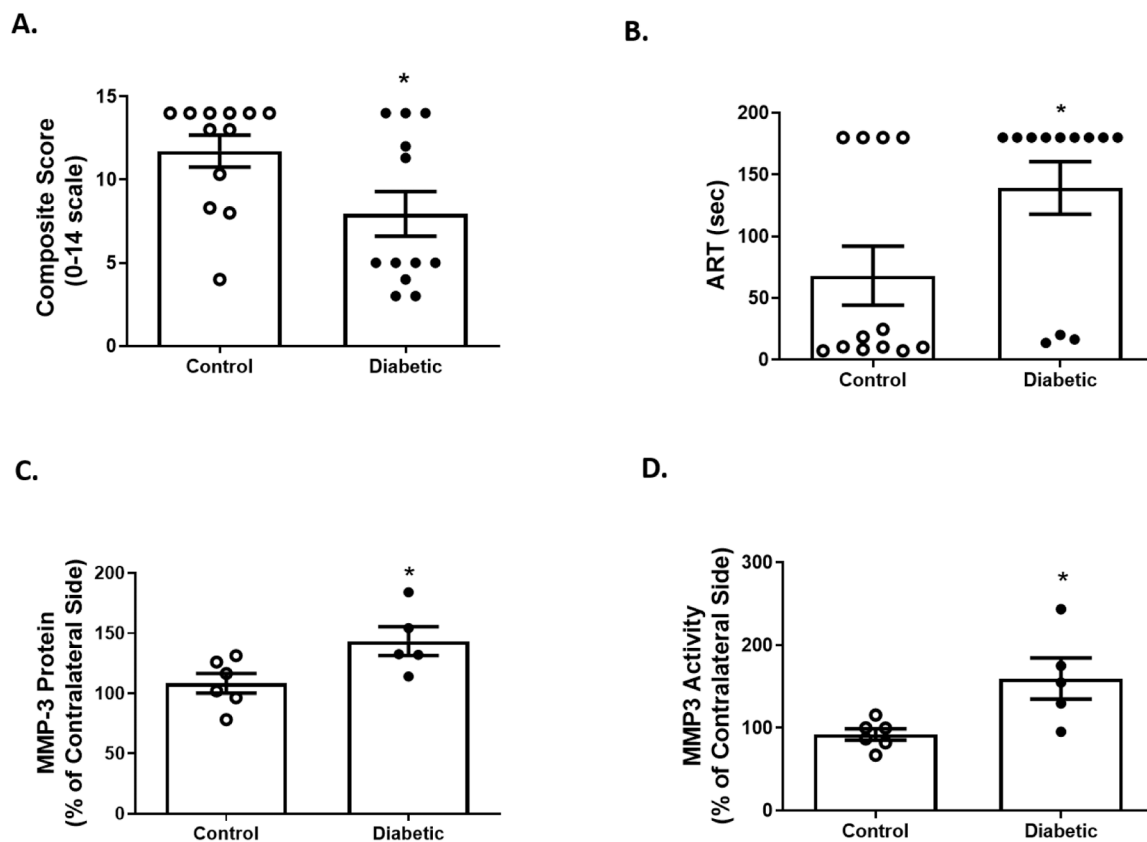 A.
Composite Score
(0-14 scale)
15
10
5
0
*
Control
Diabetic
B.
ART (sec)
200
150
100
50
0
*
Control
Diabetic
C.
MMP-3 Protein
(% of Contralateral Side)
200
150
100
50
0
*
Control
Diabetic
D.
MMP3 Activity
(% of Contralateral Side)
300
200
100
0
*
Control
Diabetic